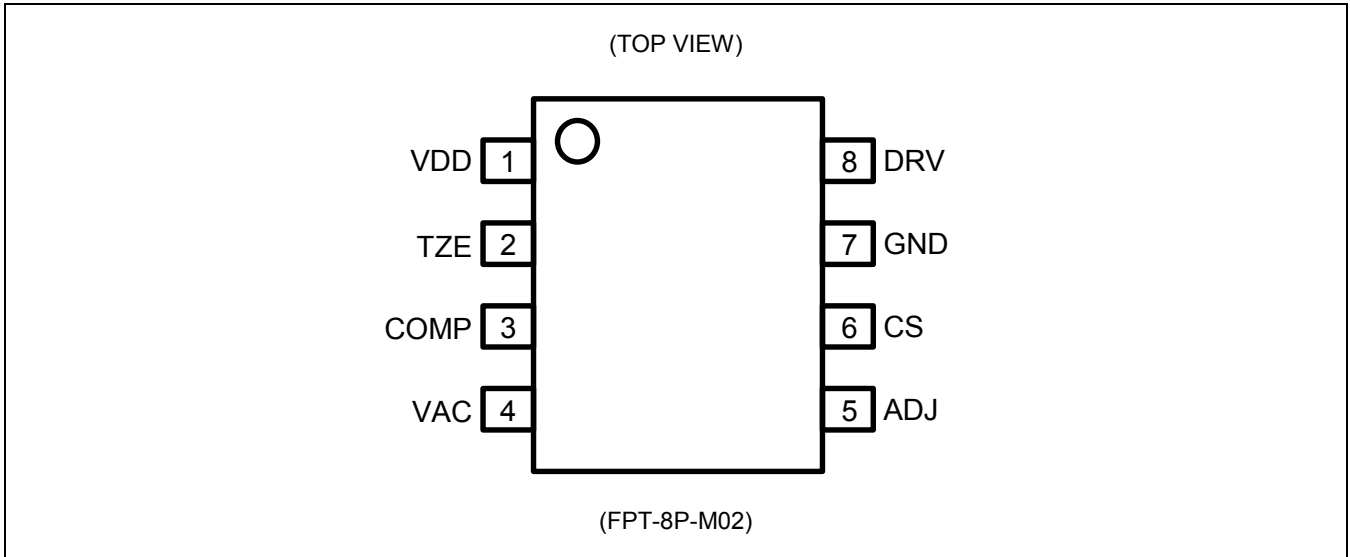 (TOP VIEW)
VDD 1 8 DRV
TZE 2 7 GND
COMP 3 6 CS
VAC 4 5 ADJ
(FPT-8P-M02)